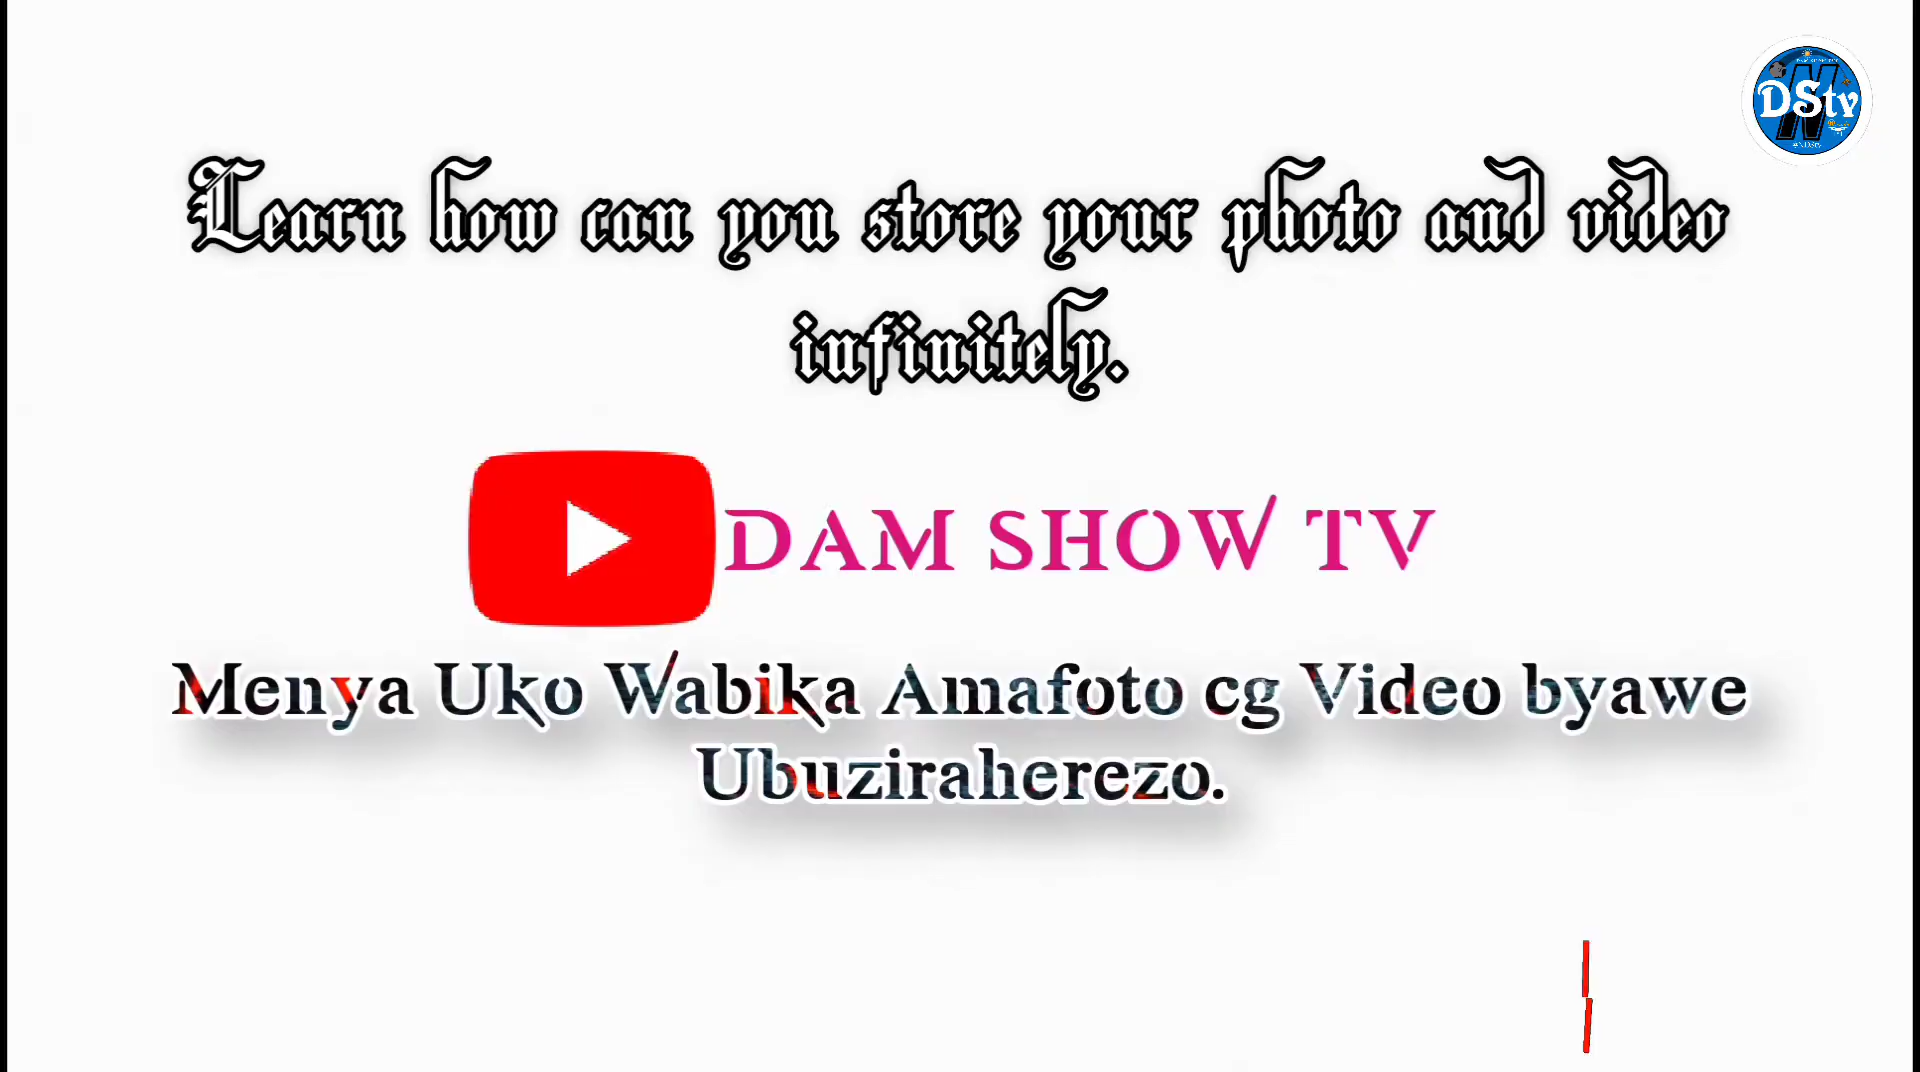 DStv
@NDStv
Learn how can you store your photo and video
infinitely.
DAM SHOW TV
Menya Uko Wabika Amafoto cg Video byawe
Ubuziraherezo.